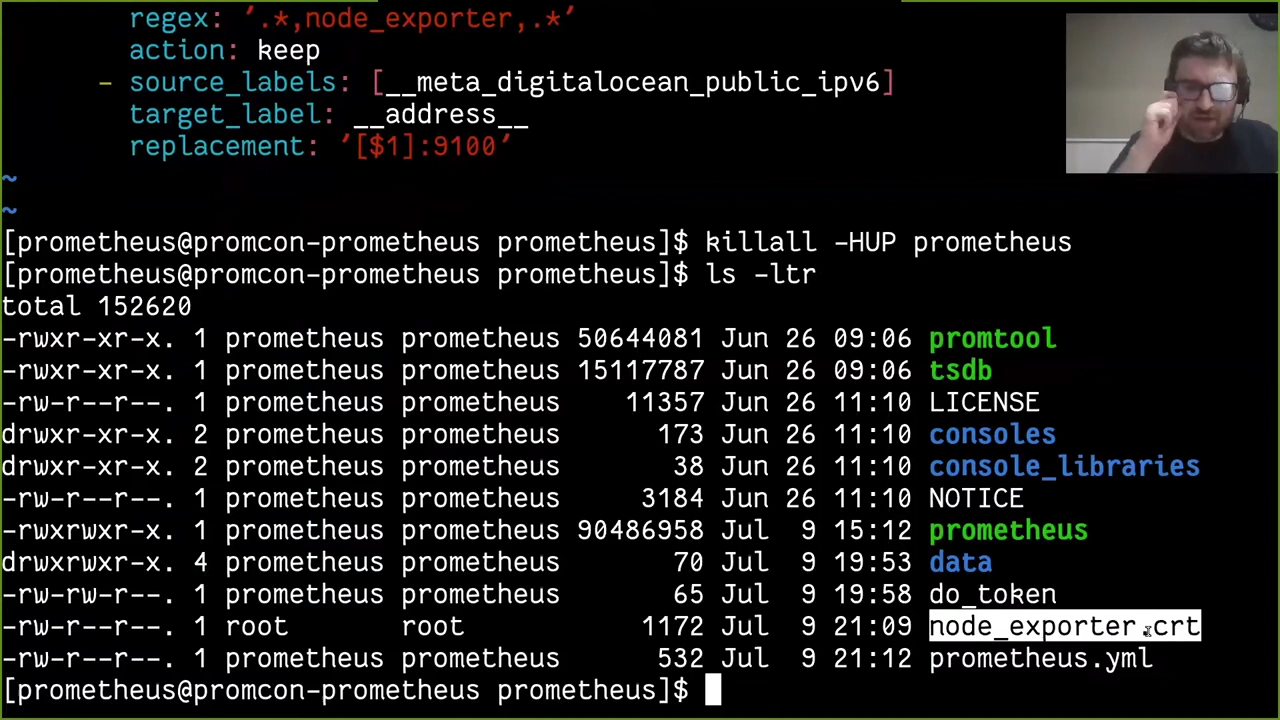 regex: '.*,node_exporter,.*'
action: keep
- source_labels: [__meta_digitalocean_public_ipv6]
target_label: __address__
replacement: '[$1]:9100'
~
~
[prometheus@promcon-prometheus prometheus]$ killall -HUP prometheus
[prometheus@promcon-prometheus prometheus]$ ls -ltr
total 152620
-rwxr-xr-x. 1 prometheus prometheus 50644081 Jun 26 09:06 promtool
-rwxr-xr-x. 1 prometheus prometheus 15117787 Jun 26 09:06 tsdb
-rw-r--r--. 1 prometheus prometheus 11357 Jun 26 11:10 LICENSE
drwxr-xr-x. 2 prometheus prometheus 173 Jun 26 11:10 consoles
drwxr-xr-x. 2 prometheus prometheus 38 Jun 26 11:10 console_libraries
-rw-r--r--. 1 prometheus prometheus 3184 Jun 26 11:10 NOTICE
-rwxrwxr-x. 1 prometheus prometheus 90486958 Jul 9 15:12 prometheus
drwxrwxr-x. 4 prometheus prometheus 70 Jul 9 19:53 data
-rw-rw-r--. 1 prometheus prometheus 65 Jul 9 19:58 do_token
-rw-r--r--. 1 root root 1172 Jul 9 21:09 node_exporter.crt
-rw-rw-r--. 1 prometheus prometheus 532 Jul 9 21:12 prometheus.yml
[prometheus@promcon-prometheus prometheus]$